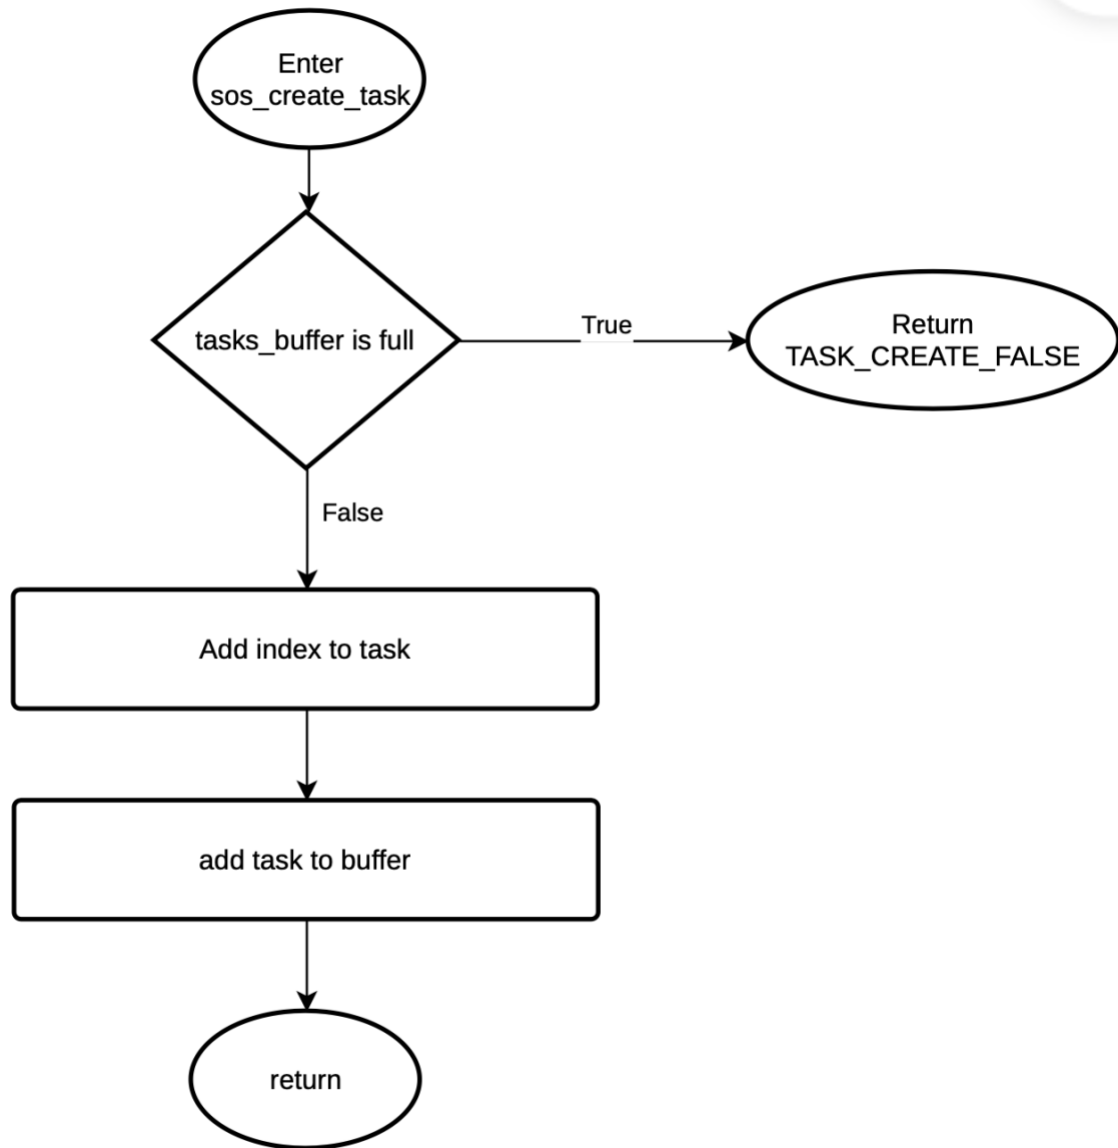 Enter
sos_create_task
tasks_buffer is full
True
Return
TASK_CREATE_FALSE
False
Add index to task
add task to buffer
return